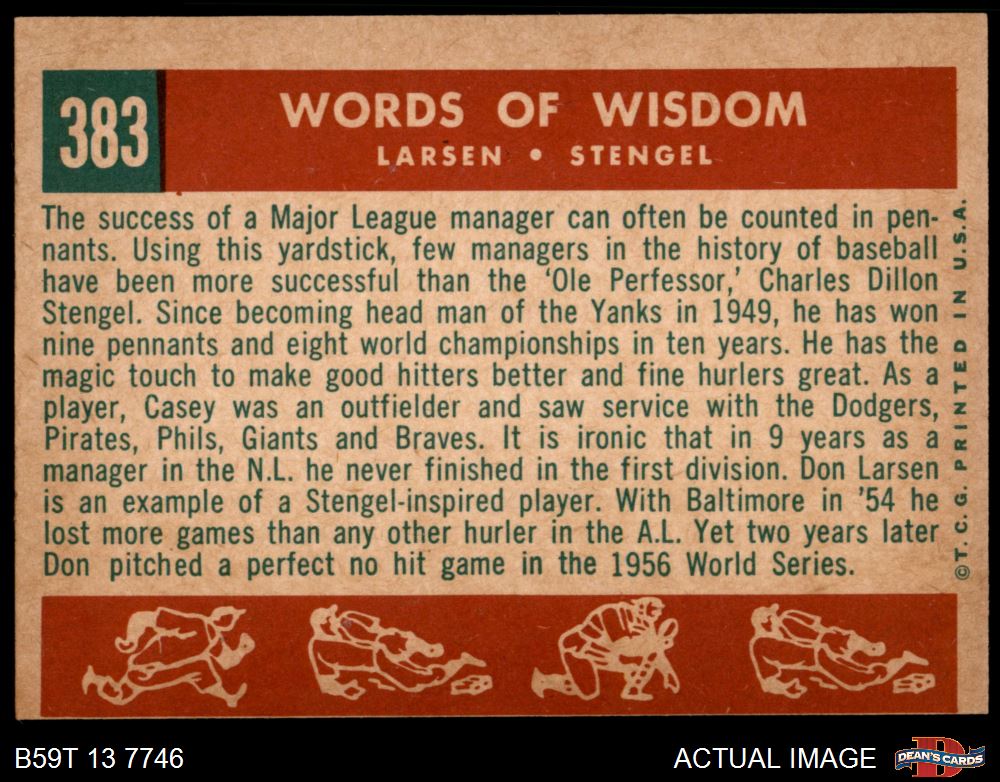 383
WORDS OF WISDOM
LARSEN • STENGEL
The success of a Major League manager can often be counted in pen-
nants. Using this yardstick, few managers in the history of baseball
have been more successful than the 'Ole Perfessor,' Charles Dillon
Stengel. Since becoming head man of the Yanks in 1949, he has won
nine pennants and eight world championships in ten years. He has the
magic touch to make good hitters better and fine hurlers great. As a
player, Casey was an outfielder and saw service with the Dodgers,
Pirates, Phils, Giants and Braves. It is ironic that in 9 years as a
manager in the N.L. he never finished in the first division. Don Larsen
is an example of a Stengel-inspired player. With Baltimore in '54 he
lost more games than any other hurler in the A.L. Yet two years later
Don pitched a perfect no hit game in the 1956 World Series.
©T. C. G. PRINTED IN U.S.A.
B59T 13 7746
ACTUAL IMAGE
D
DEAN'S CARDS